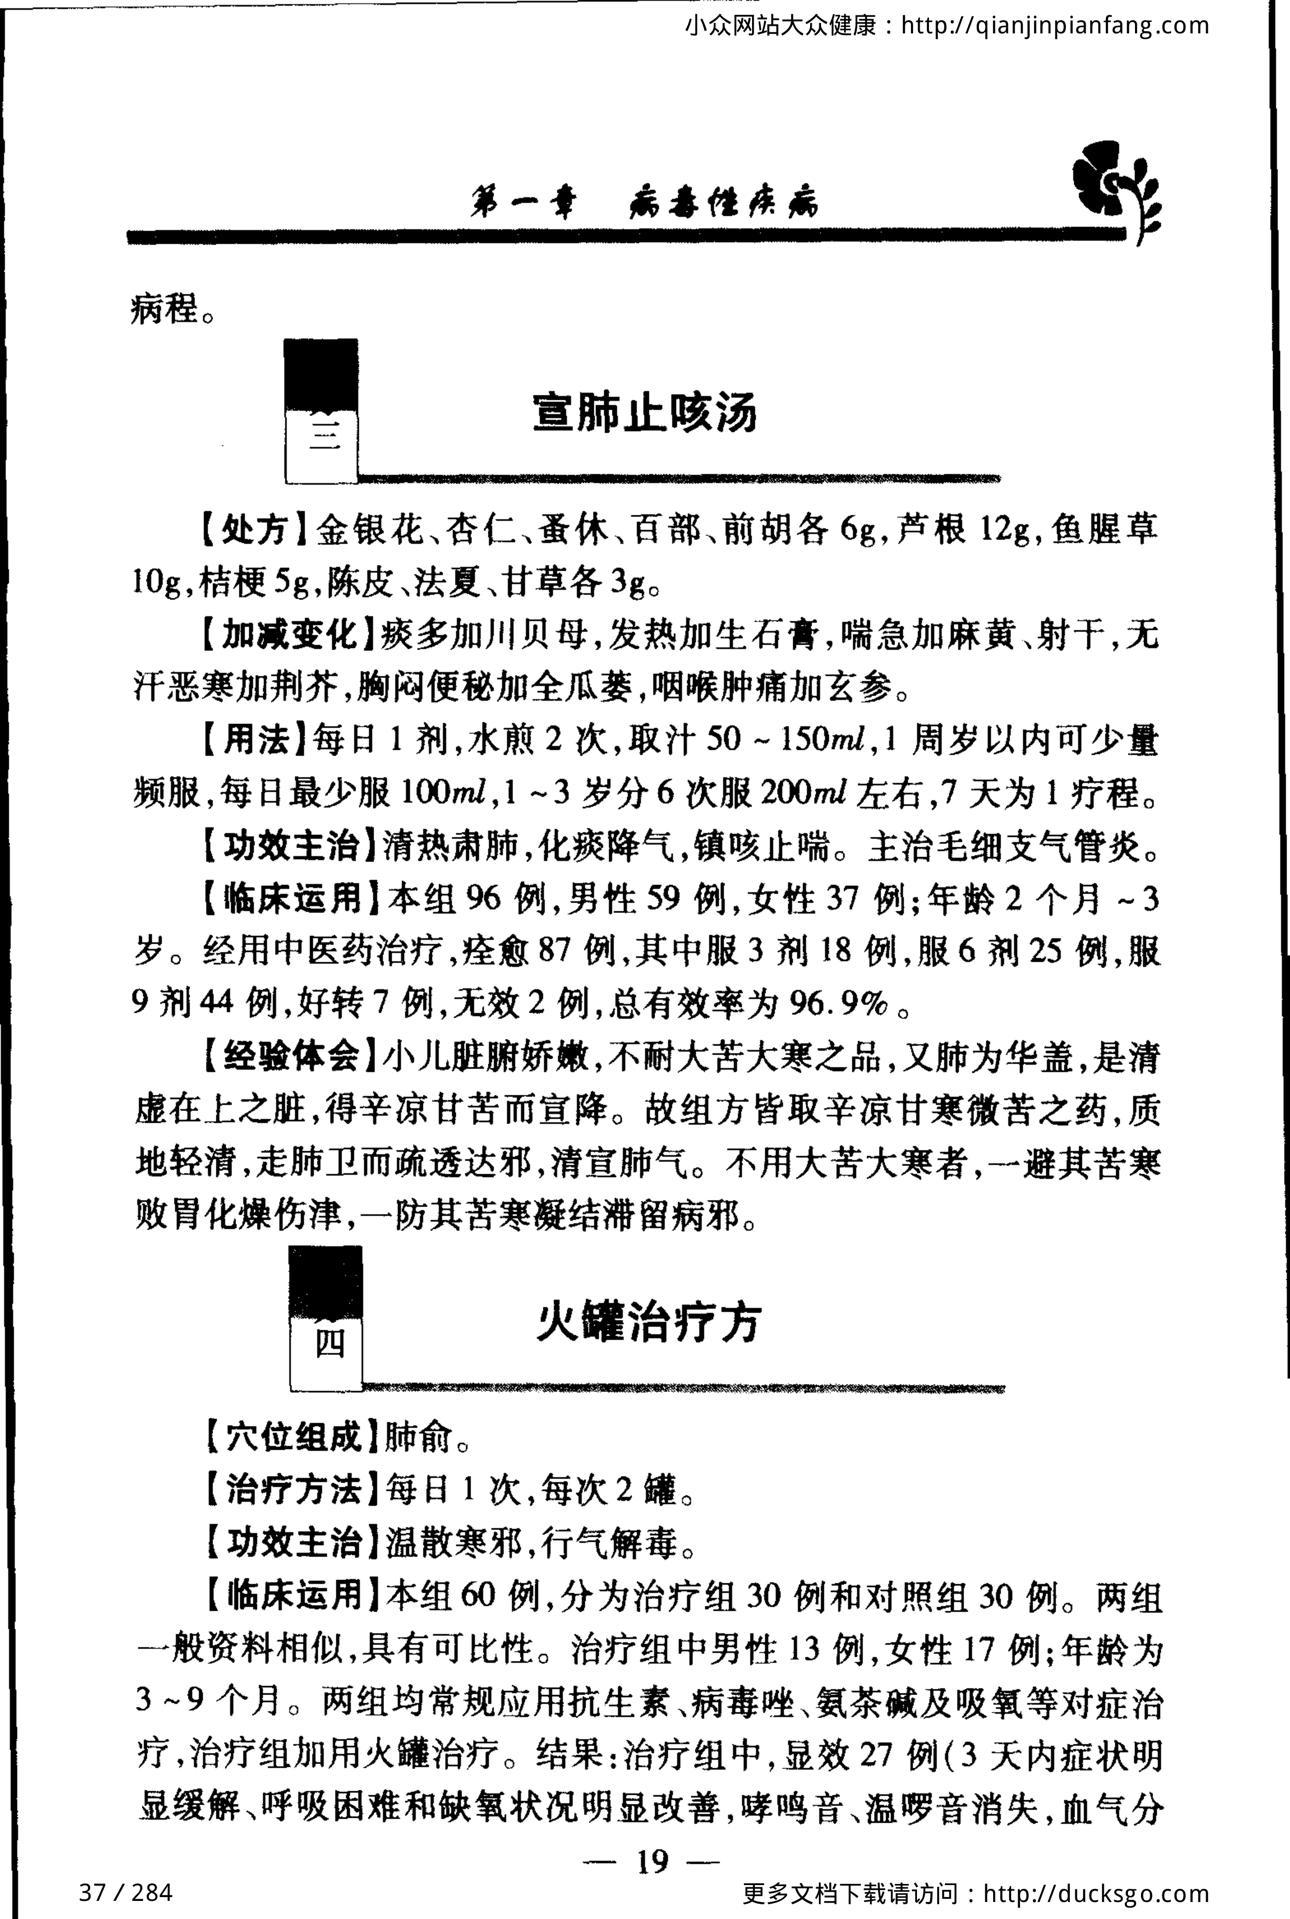 小众网站大众健康：http://qianjinpianfang.com
第一章 病毒性疾病
病程。
三
宣肺止咳汤
【处方】金银花、杏仁、蚤休、百部、前胡各 6g,芦根 12g,鱼腥草
10g,桔梗 5g,陈皮、法夏、甘草各 3g。
【加减变化】痰多加川贝母,发热加生石膏,喘急加麻黄、射干,无
汗恶寒加荆芥,胸闷便秘加全瓜蒌,咽喉肿痛加玄参。
【用法】每日 1 剂,水煎 2 次,取汁 50 ~ 150ml,1 周岁以内可少量
频服,每日最少服 100ml,1 ~ 3 岁分 6 次服 200ml 左右,7 天为 1 疗程。
【功效主治】清热肃肺,化痰降气,镇咳止喘。主治毛细支气管炎。
【临床运用】本组 96 例,男性 59 例,女性 37 例;年龄 2 个月 ~ 3
岁。经用中医药治疗,痊愈 87 例,其中服 3 剂 18 例,服 6 剂 25 例,服
9 剂 44 例,好转 7 例,无效 2 例,总有效率为 96.9%。
【经验体会】小儿脏腑娇嫩,不耐大苦大寒之品,又肺为华盖,是清
虚在上之脏,得辛凉甘苦而宣降。故组方皆取辛凉甘寒微苦之药,质
地轻清,走肺卫而疏透达邪,清宣肺气。不用大苦大寒者,一避其苦寒
败胃化燥伤津,一防其苦寒凝结滞留病邪。
四
火罐治疗方
【穴位组成】肺俞。
【治疗方法】每日 1 次,每次 2 罐。
【功效主治】温散寒邪,行气解毒。
【临床运用】本组 60 例,分为治疗组 30 例和对照组 30 例。两组
一般资料相似,具有可比性。治疗组中男性 13 例,女性 17 例;年龄为
3 ~ 9 个月。两组均常规应用抗生素、病毒唑、氨茶碱及吸氧等对症治
疗,治疗组加用火罐治疗。结果:治疗组中,显效 27 例(3 天内症状明
显缓解、呼吸困难和缺氧状况明显改善,哮鸣音、温啰音消失,血气分
— 19 —
37 / 284
更多文档下载请访问：http://ducksgo.com